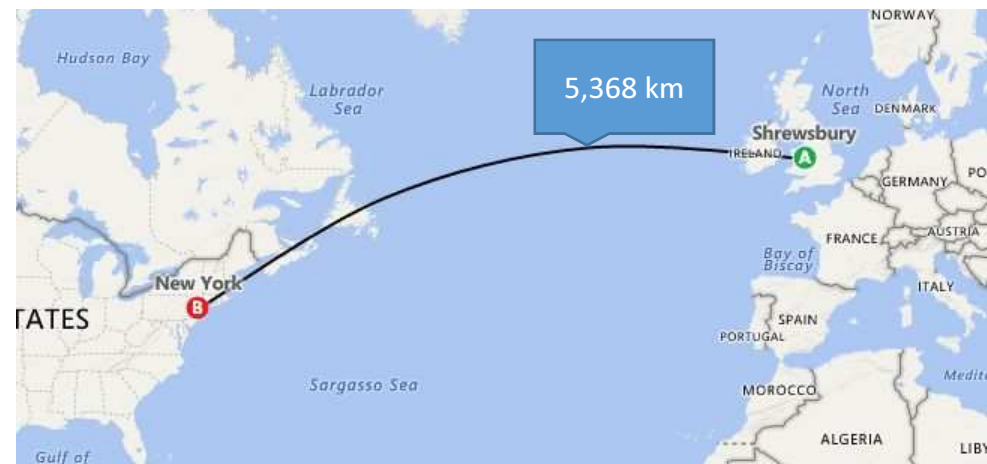 NORWAY
Hudson Bay
Labrador
Sea
5,368 km
North
Sea
DENMARK
Shrewsbury
IRELAND
A
GERMANY
PO
FRANCE
AUSTRIA
Bay of
Biscay
New York
B
ITALY
TATES
SPAIN
PORTUGAL
Sargasso Sea
Medite
MOROCCO
ALGERIA
LIBY
Gulf of